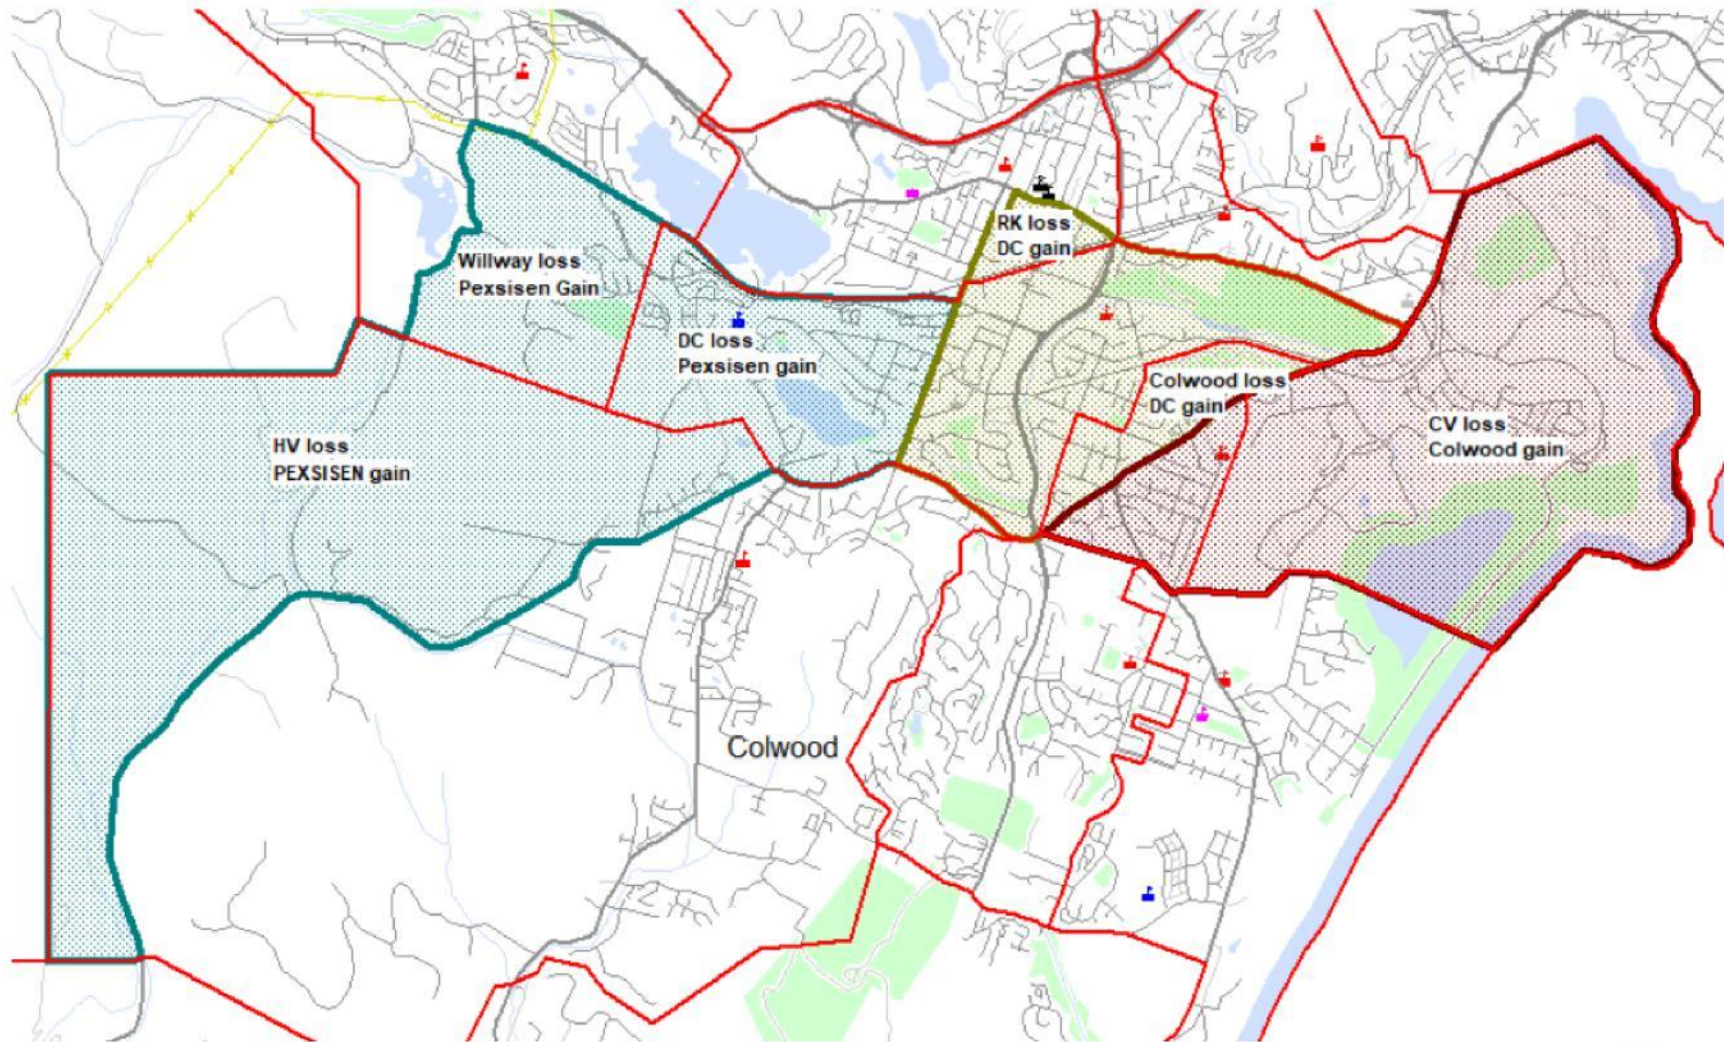 RK loss
DC gain
Willway loss
Pexsisen Gain
DC loss
Pexsisen gain
Colwood loss
DC gain
CV loss
Colwood gain
HV loss
PEXSISEN gain
Colwood